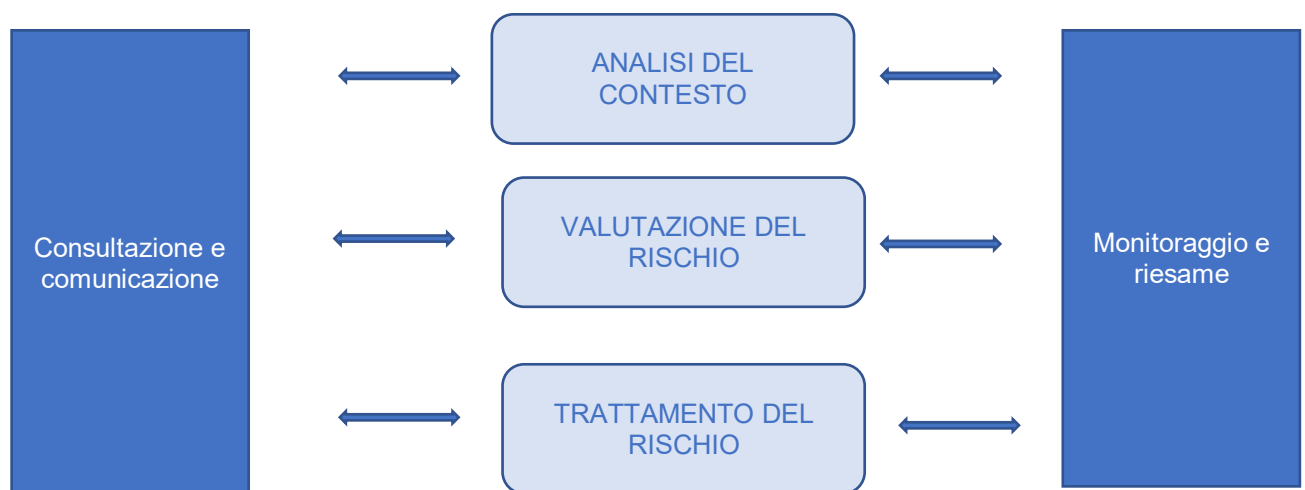 Consultazione e
comunicazione
ANALISI DEL
CONTESTO
VALUTAZIONE DEL
RISCHIO
TRATTAMENTO DEL
RISCHIO
Monitoraggio e
riesame